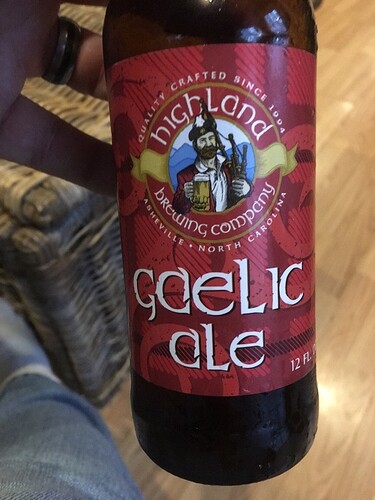 QUALITY CRAFTED SINCE 1994
highland
brewing company
ASHEVILLE • NORTH CAROLINA
gaelic
ale
12 FL.